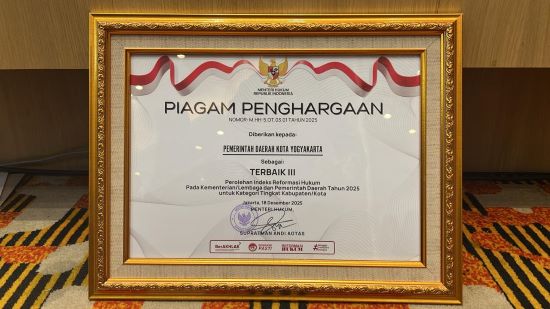 MENTERI HUKUM
REPUBLIK INDONESIA
PIAGAM PENGHARGAAN
Diberikan kepada:
PEMERINTAH DAERAH KOTA YOGYAKARTA
Sebagai:
TERBAIK III
Perolehan Indeks Reformasi Hukum
Pada Kementerian/Lembaga dan Pemerintah Daerah Tahun 2025
untuk Kategori Tingkat Kabupaten/Kota
Jakarta, 18 Desember 2025
MENTERI HUKUM,
SUPRATMAN ANDI AGTAS
BerAKHLAK
HUKUM